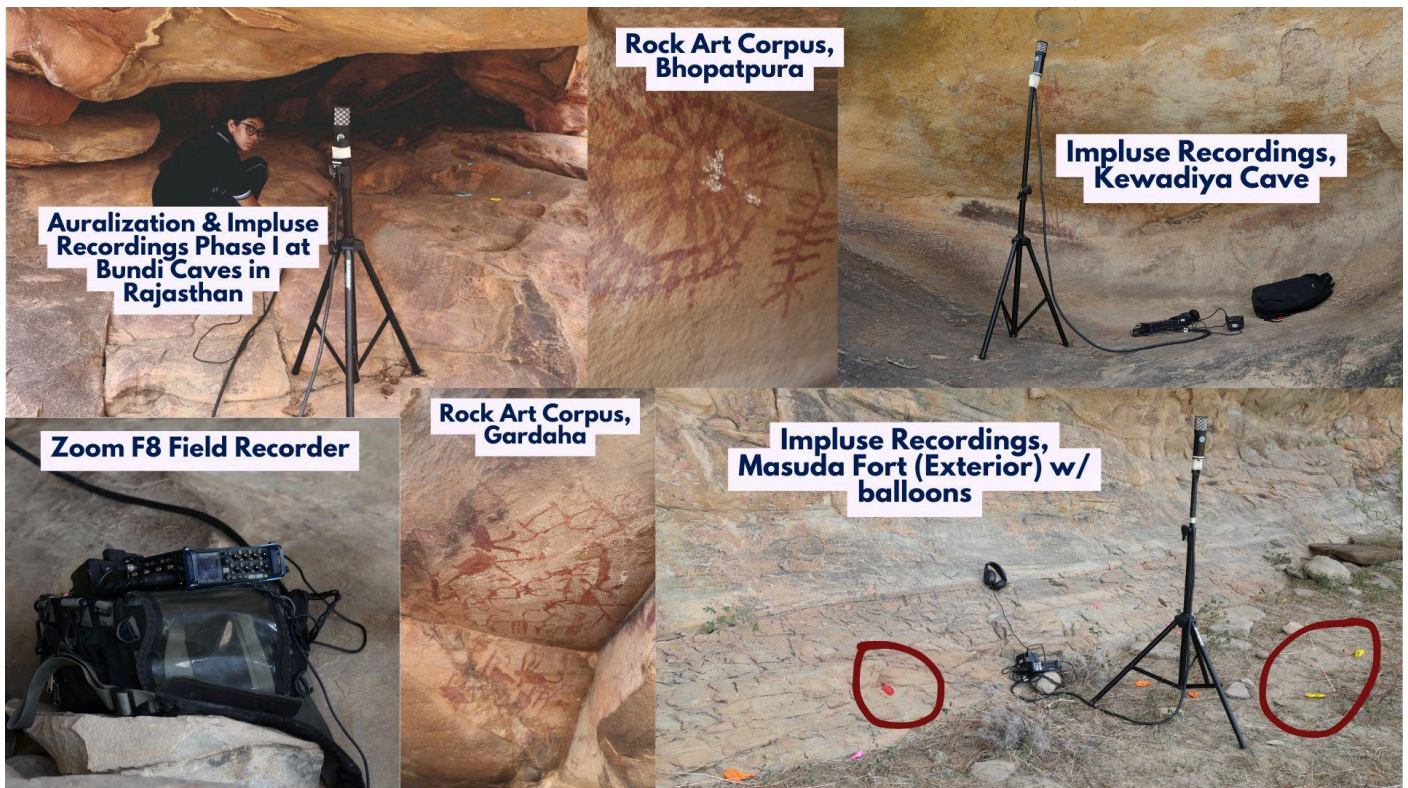 Auralization & Impluse
Recordings Phase I at
Bundi Caves in
Rajasthan
Rock Art Corpus,
Bhopatpura
Impluse Recordings,
Kewadiya Cave
Zoom F8 Field Recorder
Rock Art Corpus,
Gardaha
Impluse Recordings,
Masuda Fort (Exterior) w/
balloons